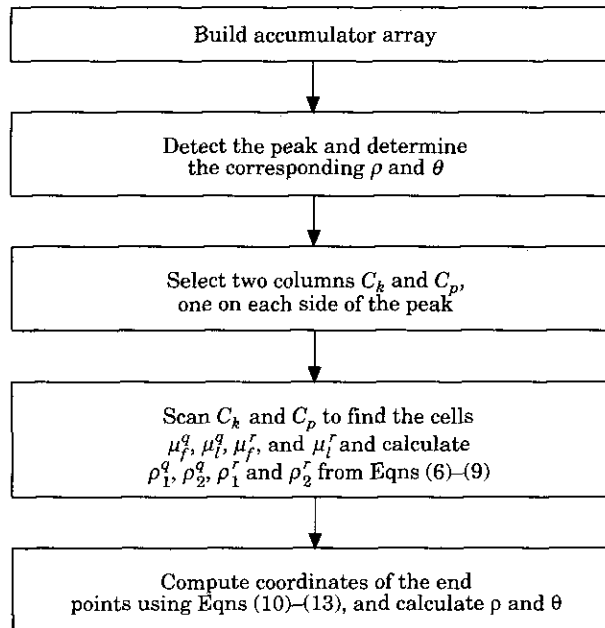 Build accumulator array
Detect the peak and determine
the corresponding ρ and θ
Select two columns C_k and C_p,
one on each side of the peak
Scan C_k and C_p to find the cells
μ_f^q, μ_l^q, μ_f^r, and μ_l^r and calculate
ρ_1^q, ρ_2^q, ρ_1^r and ρ_2^r from Eqns (6)–(9)
Compute coordinates of the end
points using Eqns (10)–(13), and calculate ρ and θ